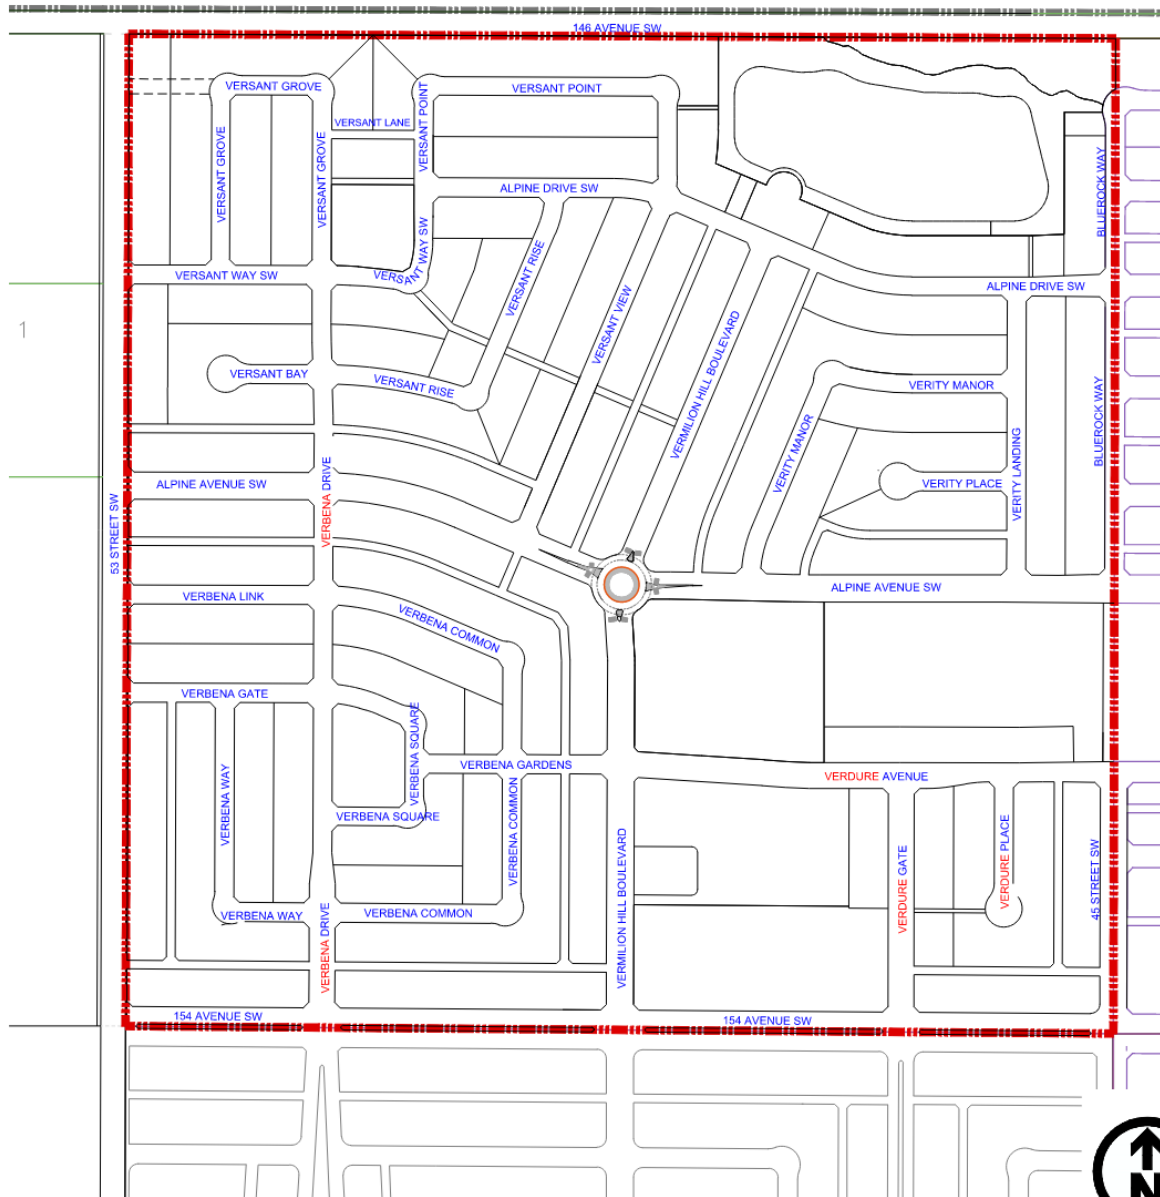 146 AVENUE SW
VERSANT GROVE
VERSANT POINT
VERSANT POINT
VERSANT LANE
VERSANT GROVE
VERSANT GROVE
ALPINE DRIVE SW
BLUEROCK WAY
VERSANT WAY SW
VERSANT
WAY SW
VERSANT RISE
ALPINE DRIVE SW
VERSANT VIEW
1
VERMILION HILL BOULEVARD
VERSANT BAY
VERSANT RISE
VERITY MANOR
BLUEROCK WAY
VERITY MANOR
VERITY LANDING
ALPINE AVENUE SW
VERBENA DRIVE
VERITY PLACE
53 STREET SW
VERBENA LINK
ALPINE AVENUE SW
VERBENA COMMON
VERBENA GATE
VERBENA SQUARE
VERBENA GARDENS
VERDURE AVENUE
VERBENA WAY
VERBENA SQUARE
VERBENA COMMON
VERMILION HILL BOULEVARD
VERDURE GATE
VERDURE PLACE
45 STREET SW
VERBENA WAY
VERBENA DRIVE
VERBENA COMMON
154 AVENUE SW
154 AVENUE SW
N